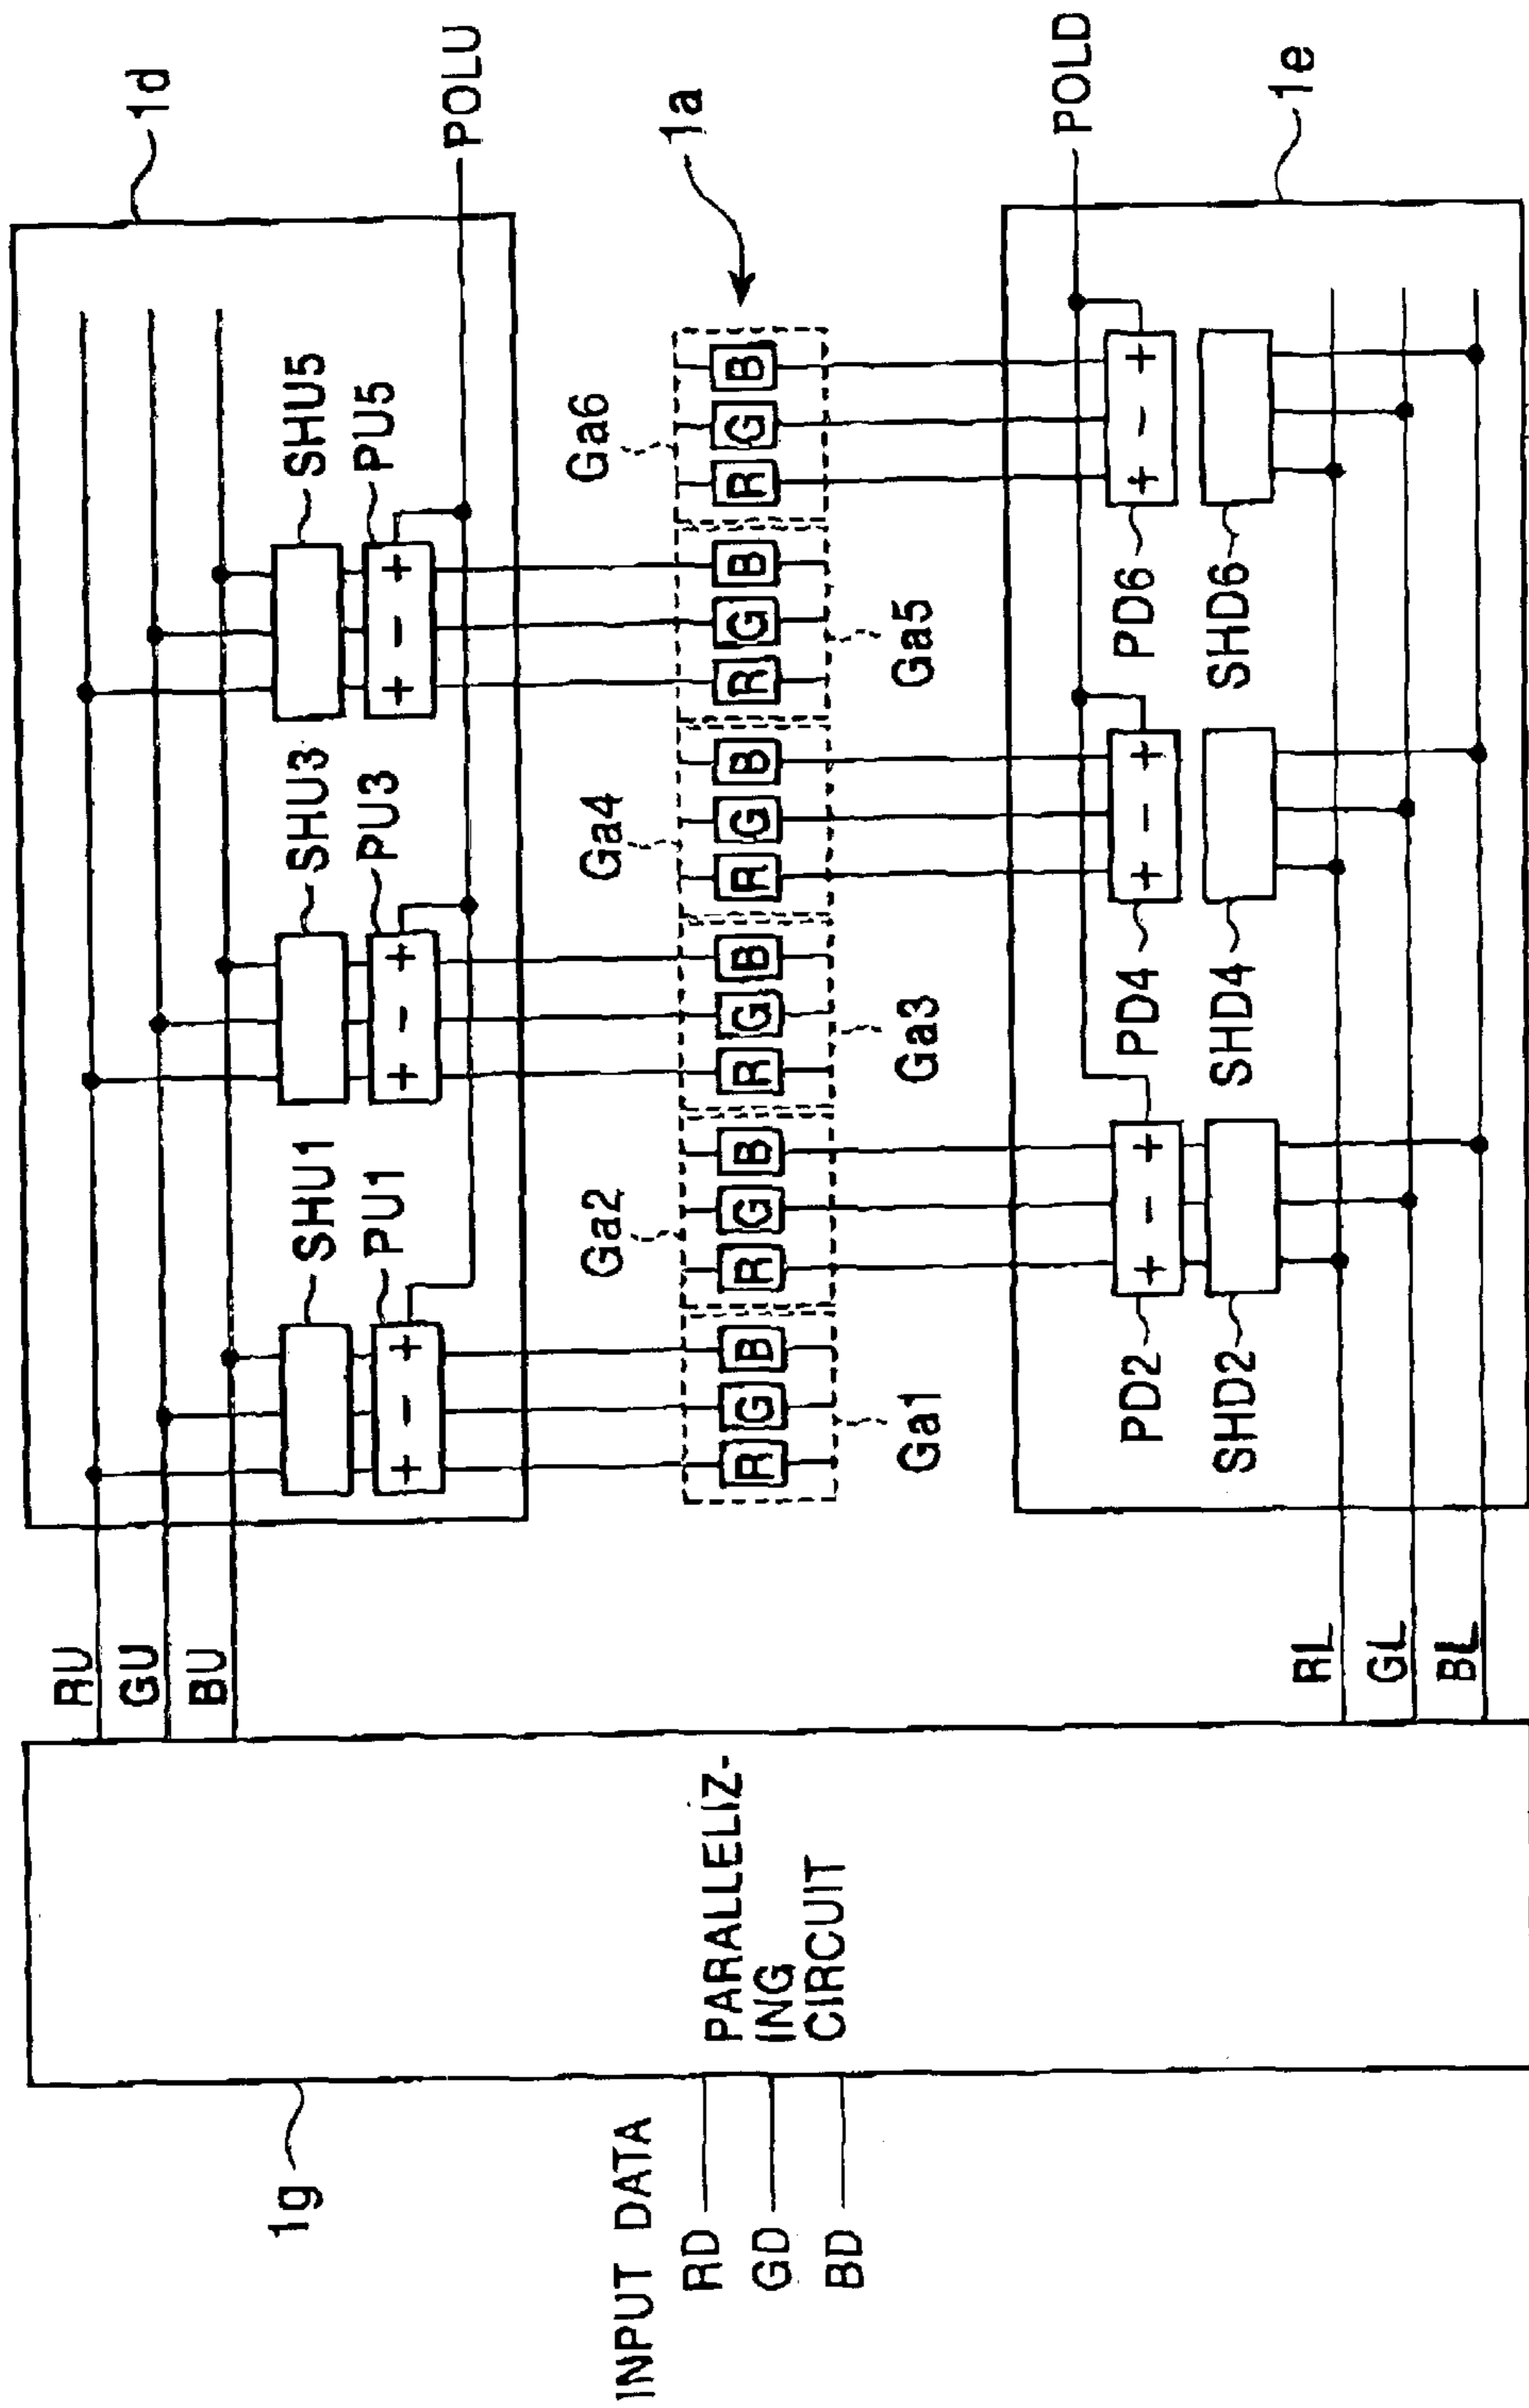 1g
INPUT DATA
RD
GD
BD
PARALLELIZ-
ING
CIRCUIT
RU
GU
BU
RL
GL
BL
1d
POLU
SHU1
PU1
SHU3
PU3
SHU5
PU5
+ - +
+ - +
+ - +
1a
Ga2
Ga4
Ga6
R G B R G B R G B R G B R G B R G B
Ga1
Ga3
Ga5
POLD
1e
+ - +
+ - +
+ - +
PD2
SHD2
PD4
SHD4
PD6
SHD6